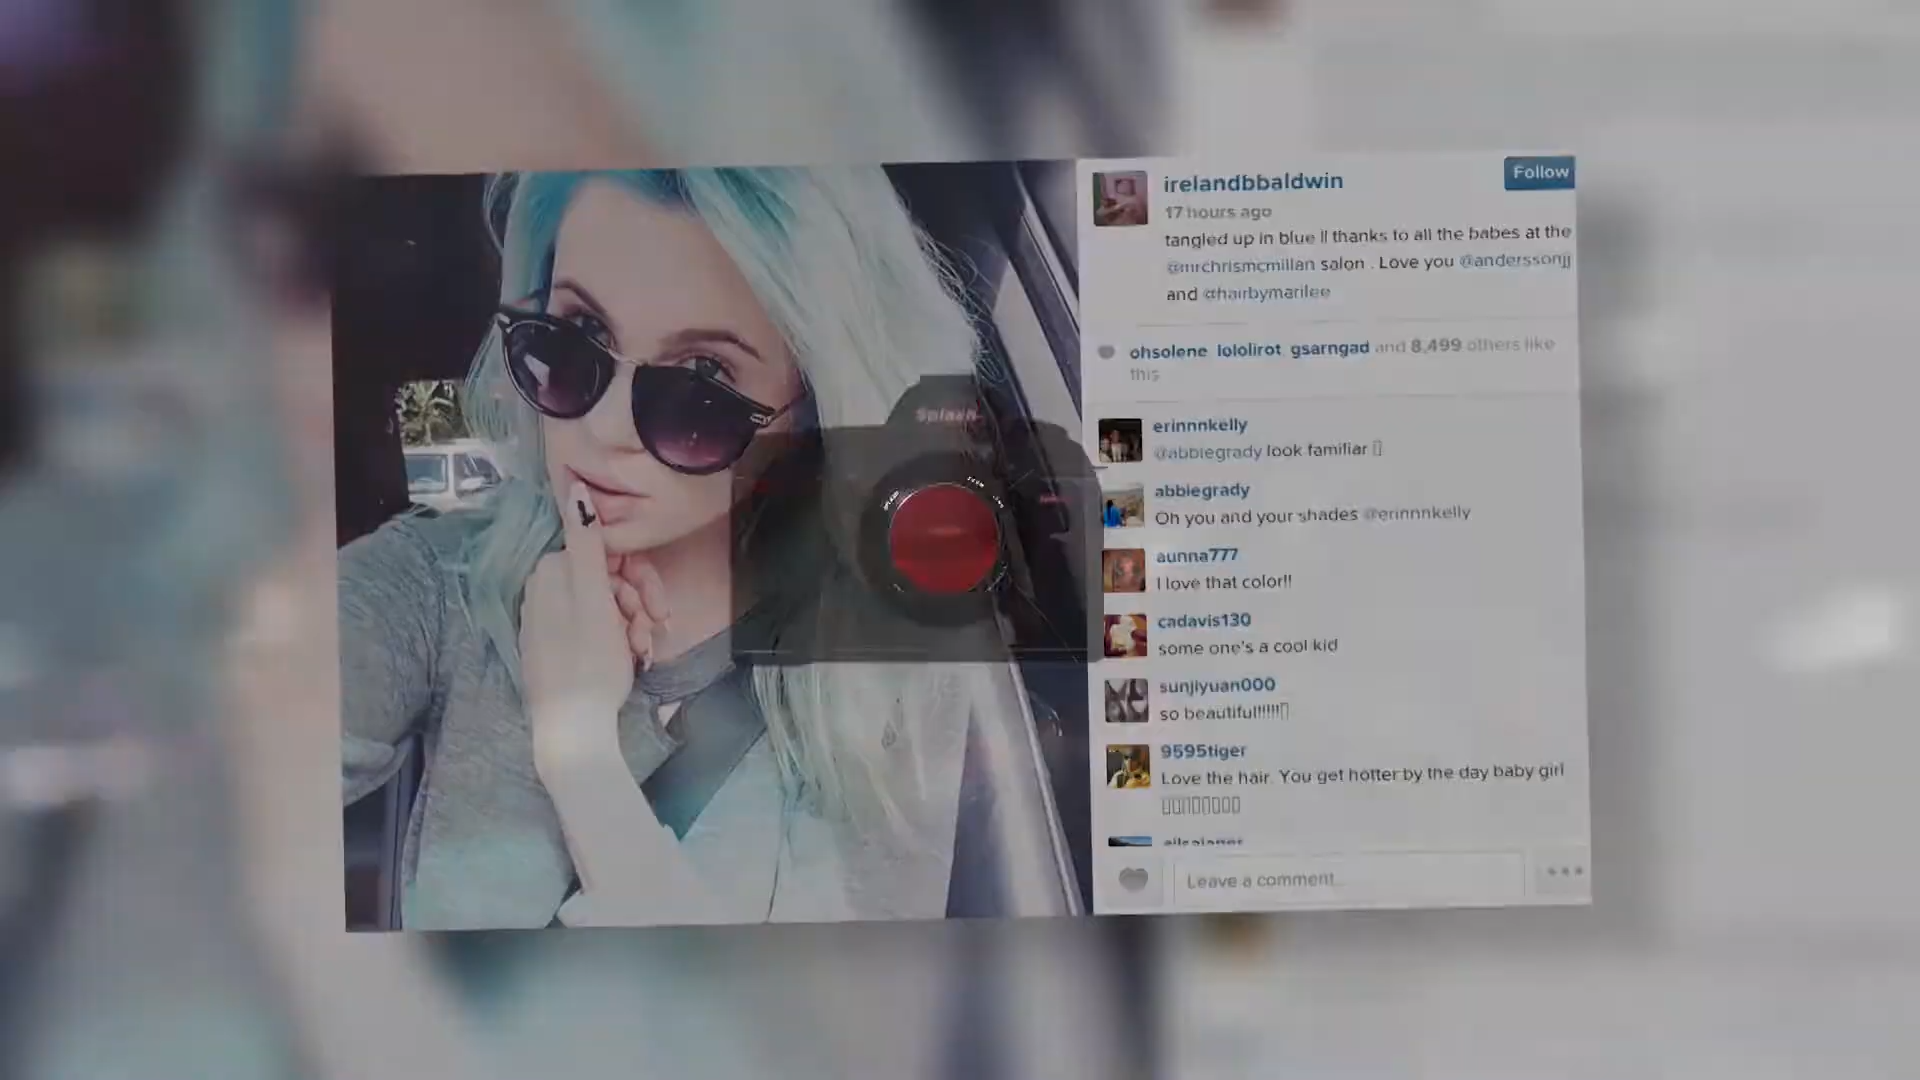 irelandbbaldwin
Follow
17 hours ago
tangled up in blue || thanks to all the babes at the
@mrchrismcmillan salon . Love you @anderssonjj
and @hairbymarilee
ohsolene lololirot gsarngad and 8,499 others like
this
Splash
erinnnkelly
@abbiegrady look familiar
abbiegrady
Oh you and your shades @erinnnkelly
aunna777
I love that color!!
cadavis130
some one's a cool kid
sunjiyuan000
so beautiful!!!!!!
9595tiger
Love the hair. You get hotter by the day baby girl
Leave a comment...